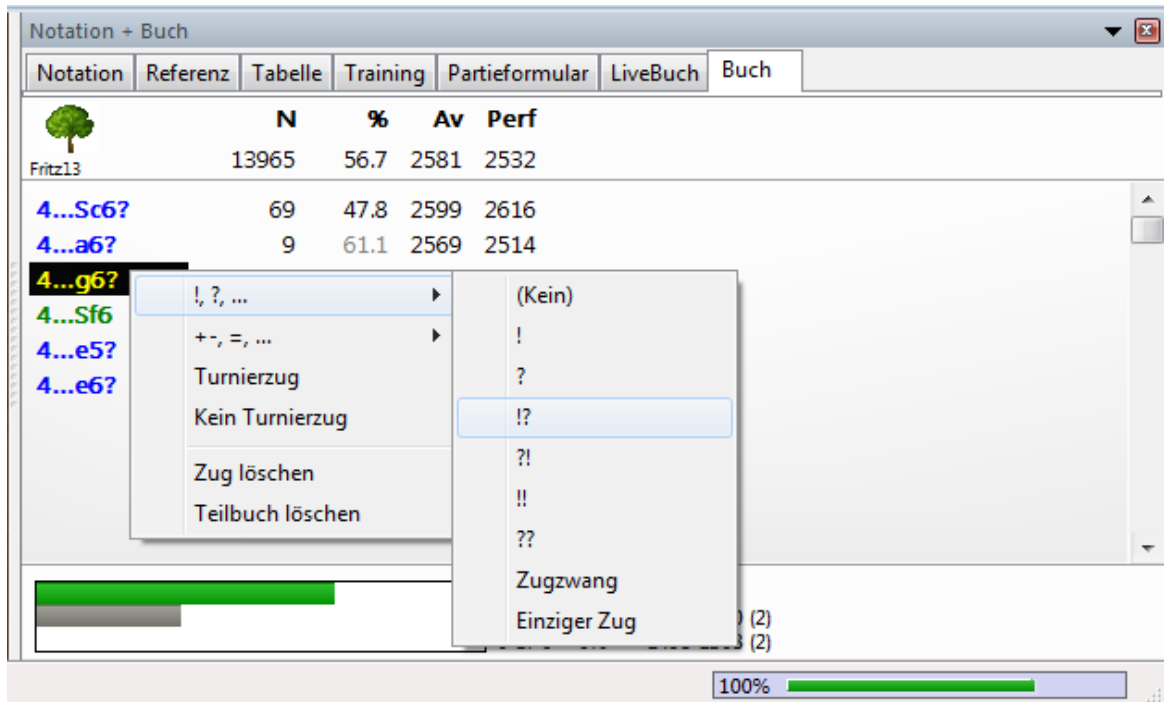 Notation + Buch
Notation Referenz Tabelle Training Partieformular LiveBuch Buch
N % Av Perf
Fritz13 13965 56.7 2581 2532
4...Sc6? 69 47.8 2599 2616
4...a6? 9 61.1 2569 2514
4...g6?
4...Sf6
4...e5?
4...e6?
!, ?, ...
+-, =, ...
Turnierzug
Kein Turnierzug
Zug löschen
Teilbuch löschen
(Kein)
!
?
!?
?!
!!
??
Zugzwang
Einziger Zug
(2)
(2)
100%